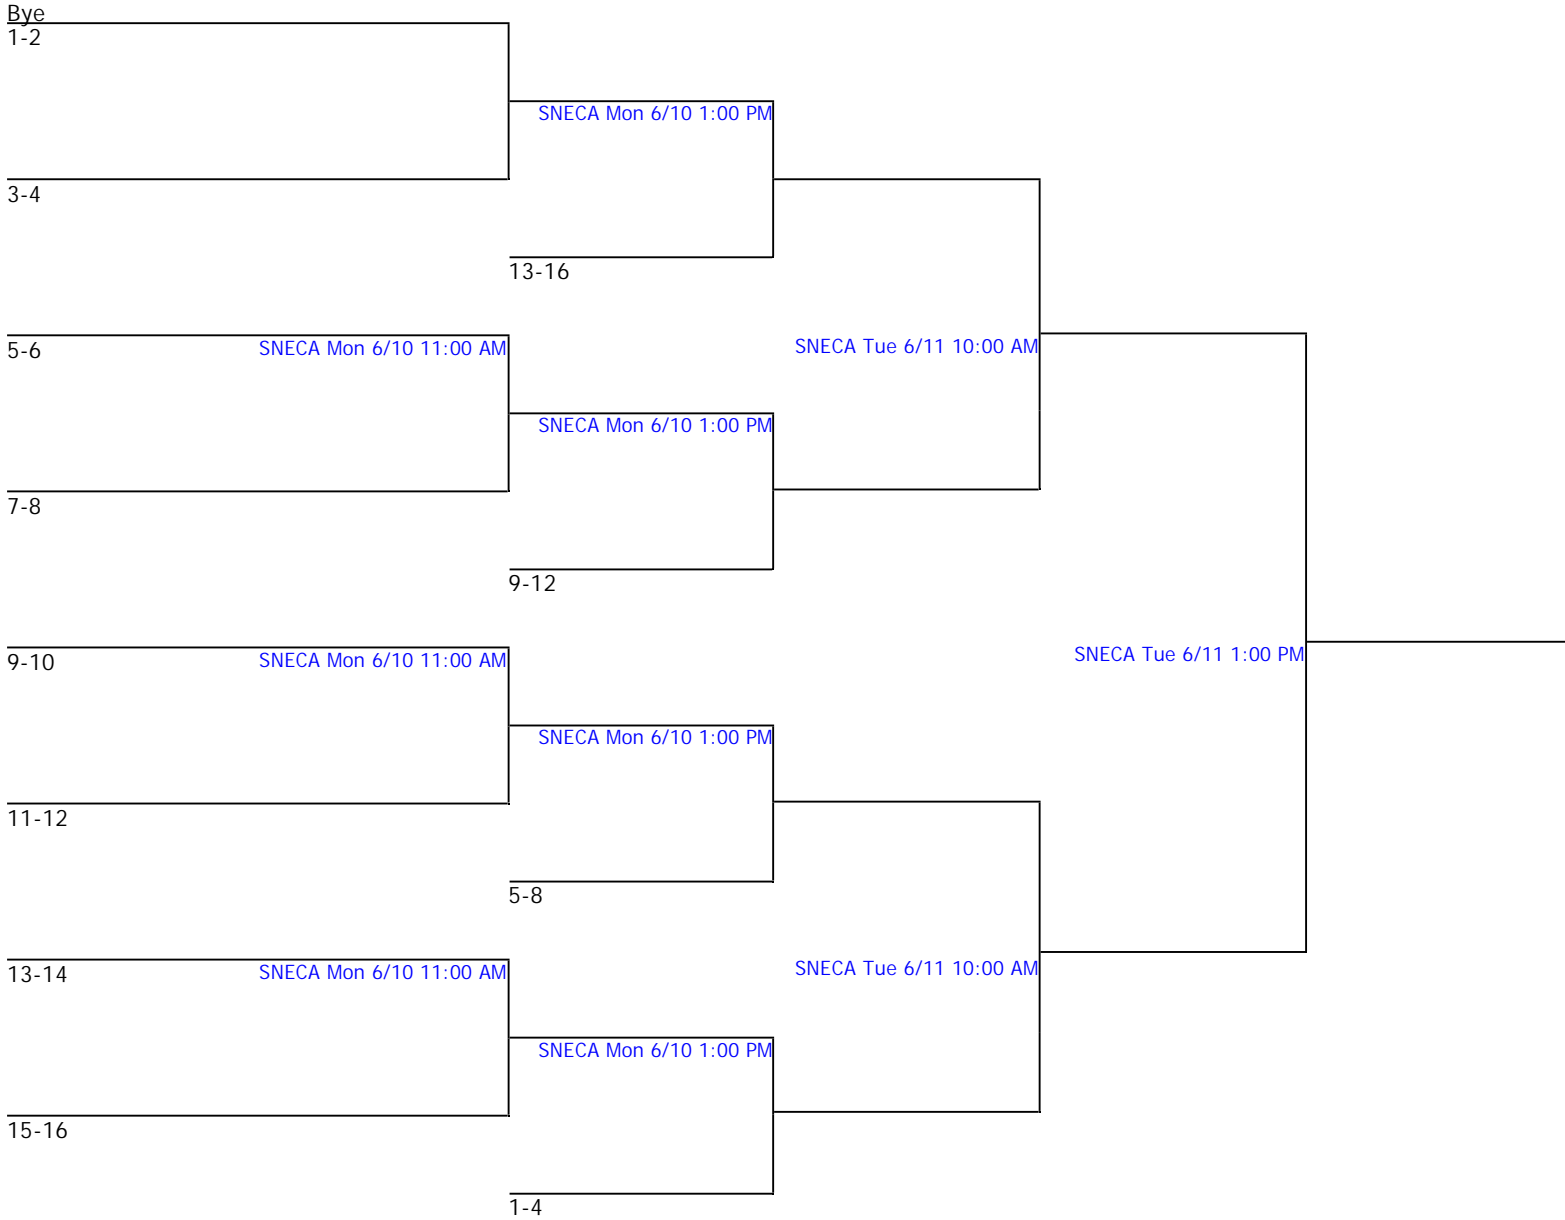 Bye
1-2
SNECA Mon 6/10 1:00 PM
3-4
13-16
5-6
SNECA Mon 6/10 11:00 AM
SNECA Tue 6/11 10:00 AM
SNECA Mon 6/10 1:00 PM
7-8
9-12
9-10
SNECA Mon 6/10 11:00 AM
SNECA Tue 6/11 1:00 PM
SNECA Mon 6/10 1:00 PM
11-12
5-8
13-14
SNECA Mon 6/10 11:00 AM
SNECA Tue 6/11 10:00 AM
SNECA Mon 6/10 1:00 PM
15-16
1-4